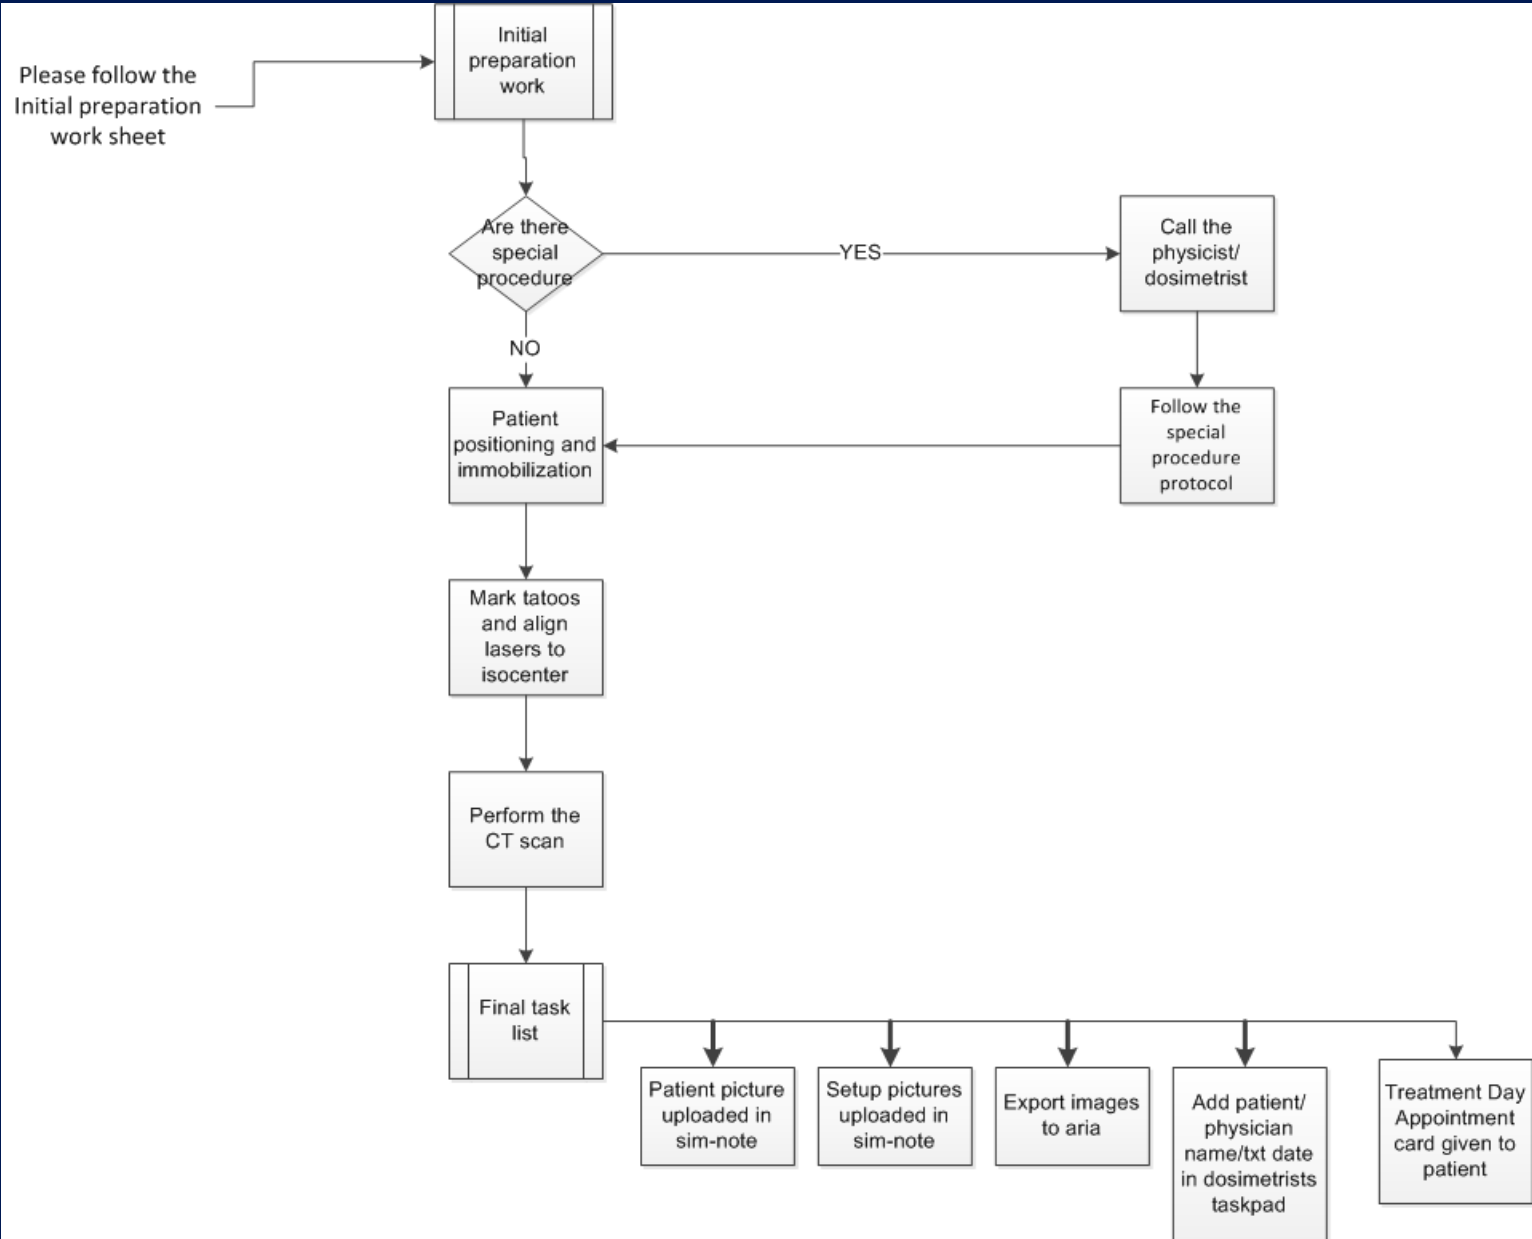 Initial
preparation
work
Please follow the
Initial preparation
work sheet
Are there
special
procedure
YES
Call the
physicist/
dosimetrist
NO
Patient
positioning and
immobilization
Follow the
special
procedure
protocol
Mark tatoos
and align
lasers to
isocenter
Perform the
CT scan
Final task
list
Patient picture
uploaded in
sim-note
Setup pictures
uploaded in
sim-note
Export images
to aria
Add patient/
physician
name/txt date
in dosimetrists
taskpad
Treatment Day
Appointment
card given to
patient